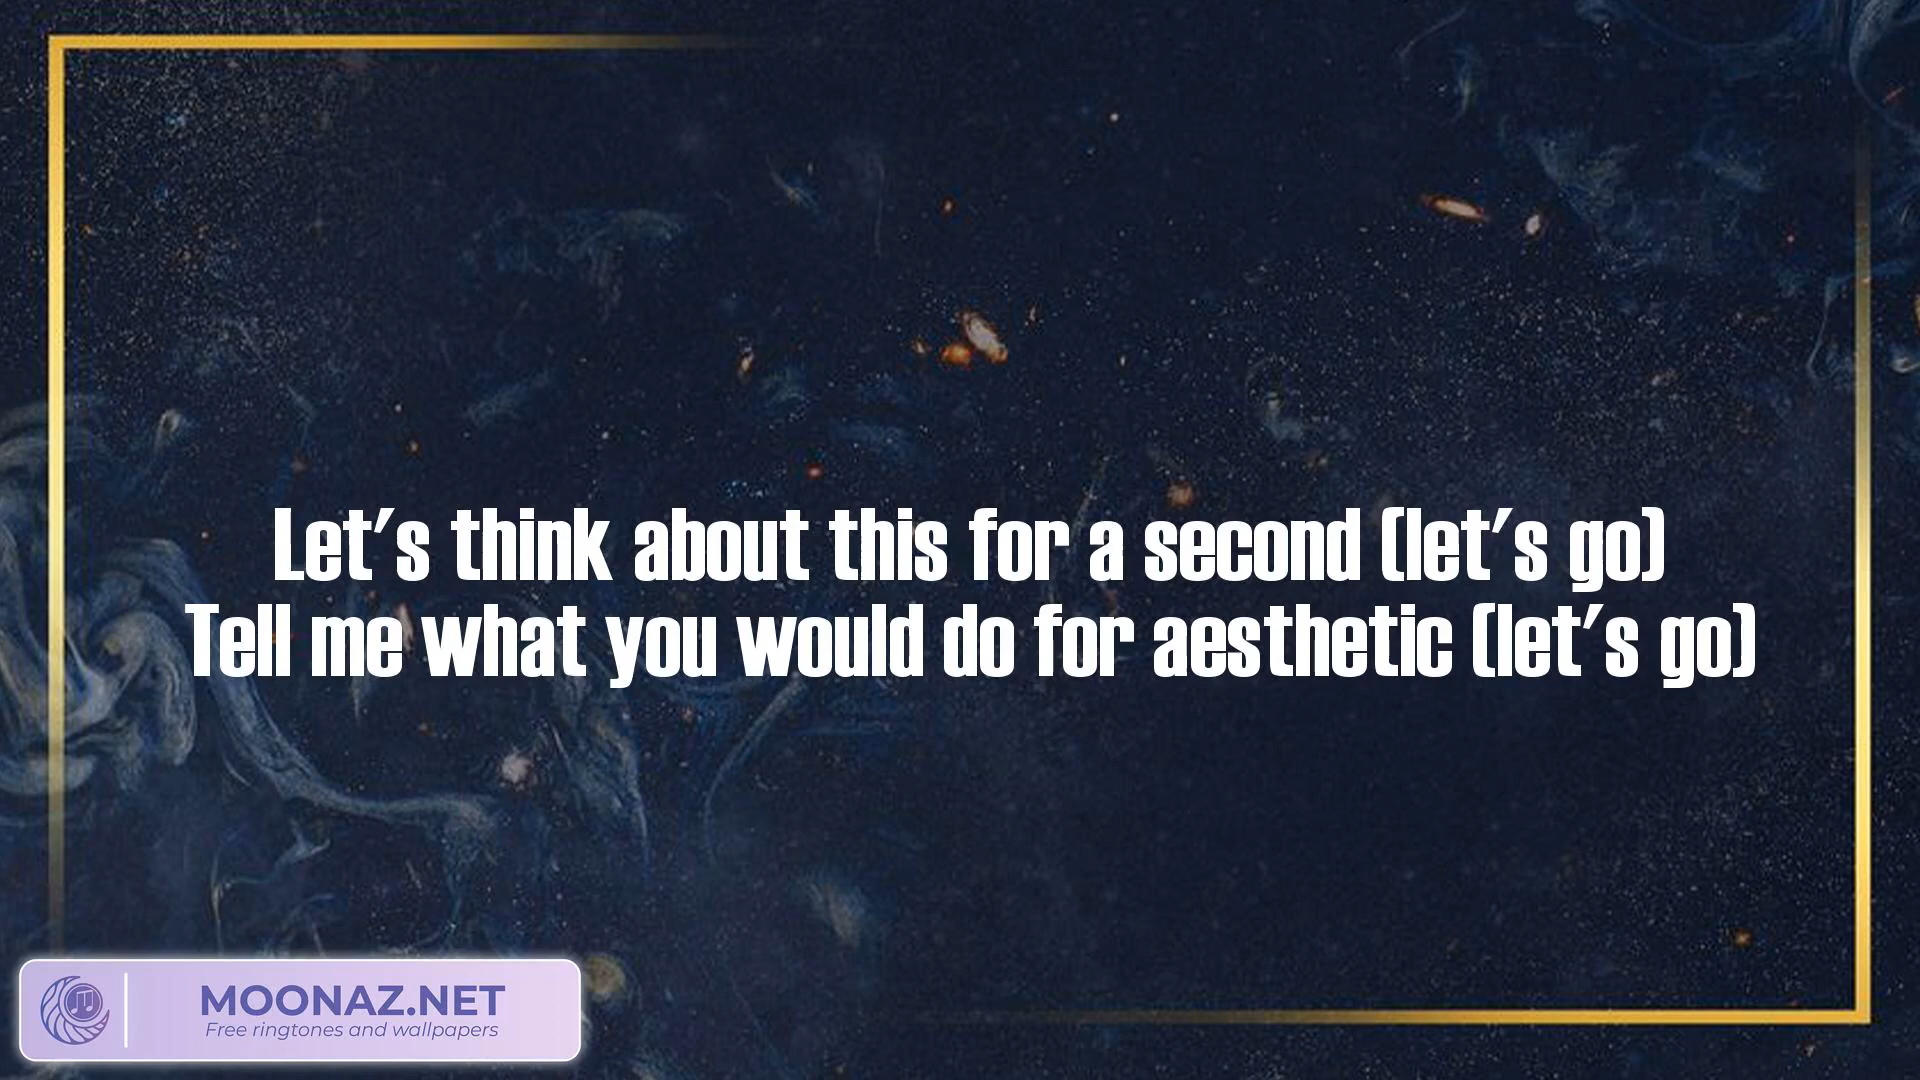 Let's think about this for a second (let's go)
Tell me what you would do for aesthetic (let's go)
MOONAZ.NET
Free ringtones and wallpapers